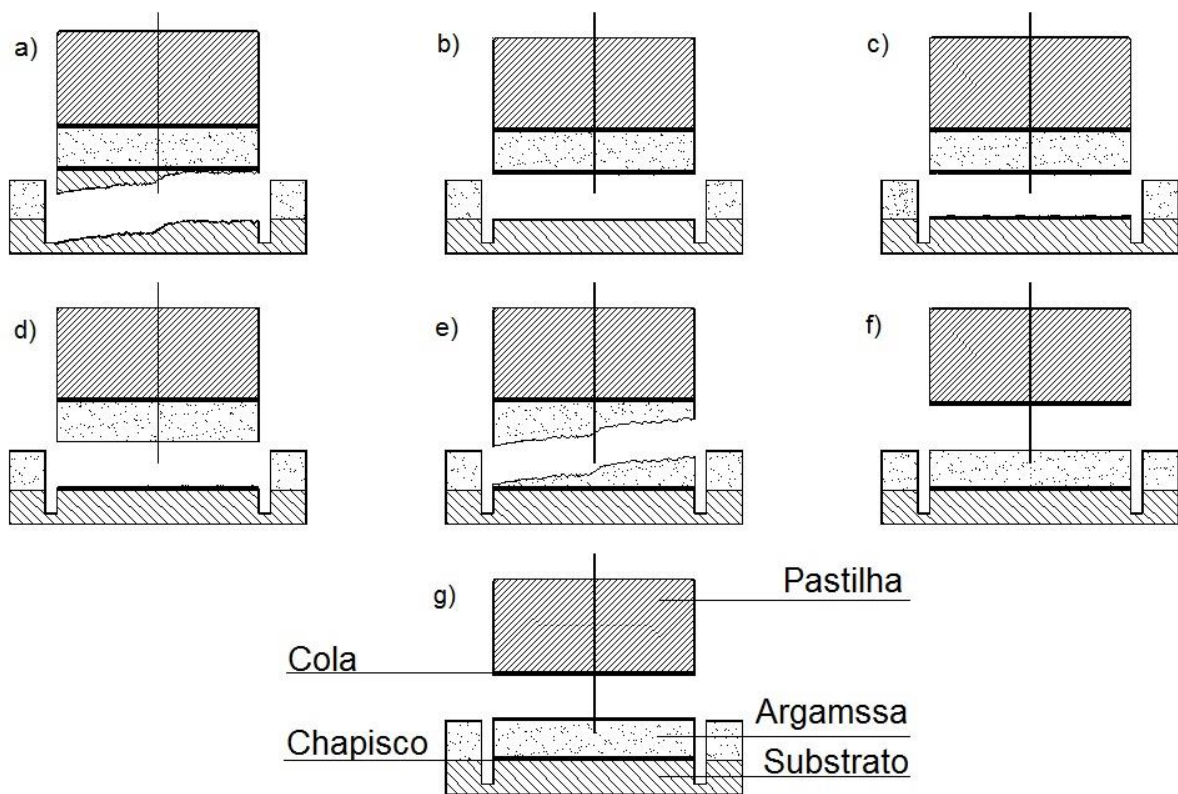 a)
b)
c)
d)
e)
f)
g)
Pastilha
Cola
Argamssa
Chapisco
Substrato